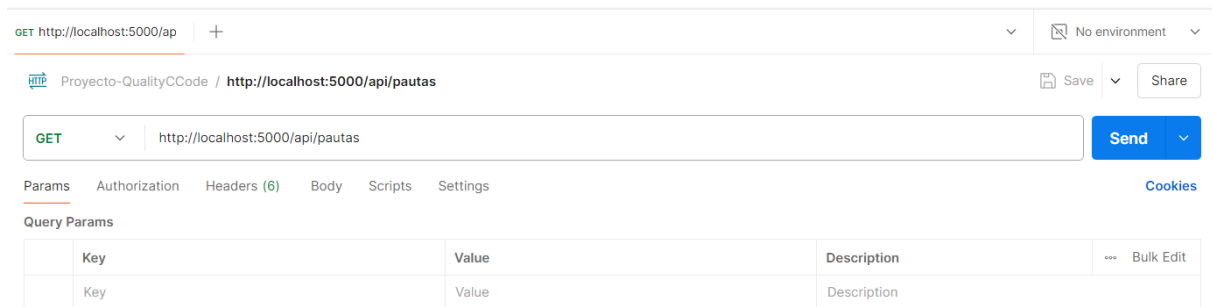 GET http://localhost:5000/ap No environment
HTTP Proyecto-QualityCCode / http://localhost:5000/api/pautas Save Share
GET http://localhost:5000/api/pautas Send
Params Authorization Headers (6) Body Scripts Settings Cookies
Query Params
Key Value Description Bulk Edit
Key Value Description